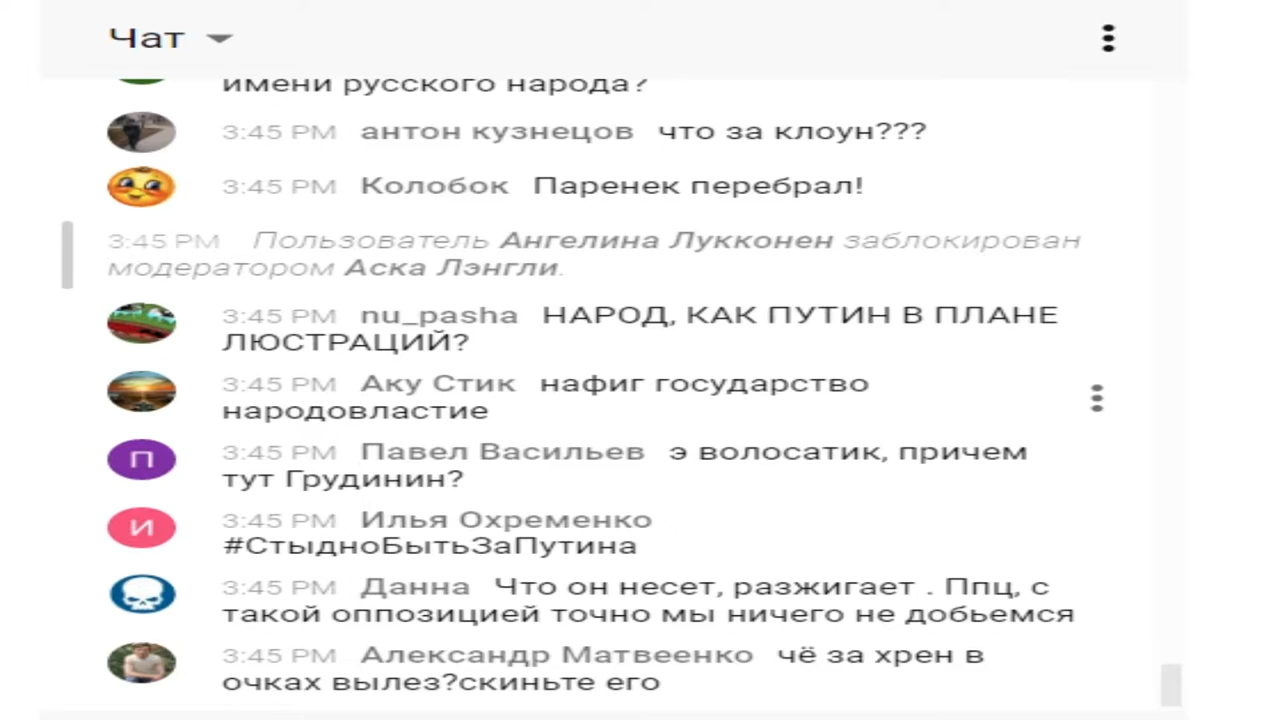 Чат
имени русского народа?
3:45 PM антон кузнецов что за клоун???
3:45 PM Колобок Паренек перебрал!
3:45 PM Пользователь Ангелина Лукконен заблокирован
модератором Аска Лэнгли.
3:45 PM nu_pasha НАРОД, КАК ПУТИН В ПЛАНЕ
ЛЮСТРАЦИЙ?
3:45 PM Аку Стик нафиг государство
народовластие
П
3:45 PM Павел Васильев э волосатик, причем
тут Грудинин?
И
3:45 PM Илья Охременко
#СтыдноБытьЗаПутина
3:45 PM Данна Что он несет, разжигает . Ппц, с
такой оппозицией точно мы ничего не добьемся
3:45 PM Александр Матвеенко чё за хрен в
очках вылез?скиньте его